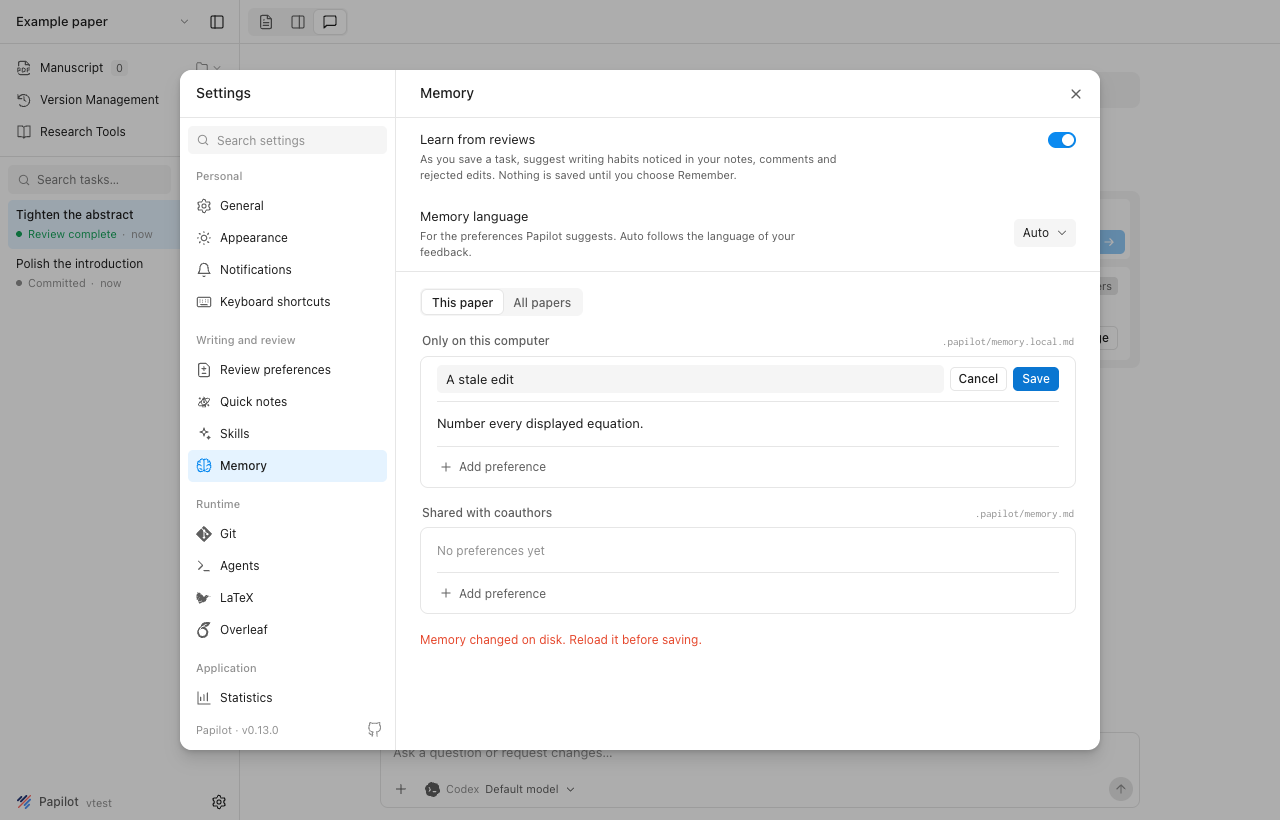 Example paper
Manuscript 0
Version Management
Research Tools
Search tasks...
Tighten the abstract
Review complete · now
Polish the introduction
Committed · now
Papilot vtest
Settings
Search settings
Personal
General
Appearance
Notifications
Keyboard shortcuts
Writing and review
Review preferences
Quick notes
Skills
Memory
Runtime
Git
Agents
LaTeX
Overleaf
Application
Statistics
Papilot · v0.13.0
Memory
Learn from reviews
As you save a task, suggest writing habits noticed in your notes, comments and
rejected edits. Nothing is saved until you choose Remember.
Memory language
For the preferences Papilot suggests. Auto follows the language of your
feedback.
Auto
This paper All papers
Only on this computer .papilot/memory.local.md
A stale edit Cancel Save
Number every displayed equation.
Add preference
Shared with coauthors .papilot/memory.md
No preferences yet
Add preference
Memory changed on disk. Reload it before saving.
Ask a question or request changes...
Codex Default model